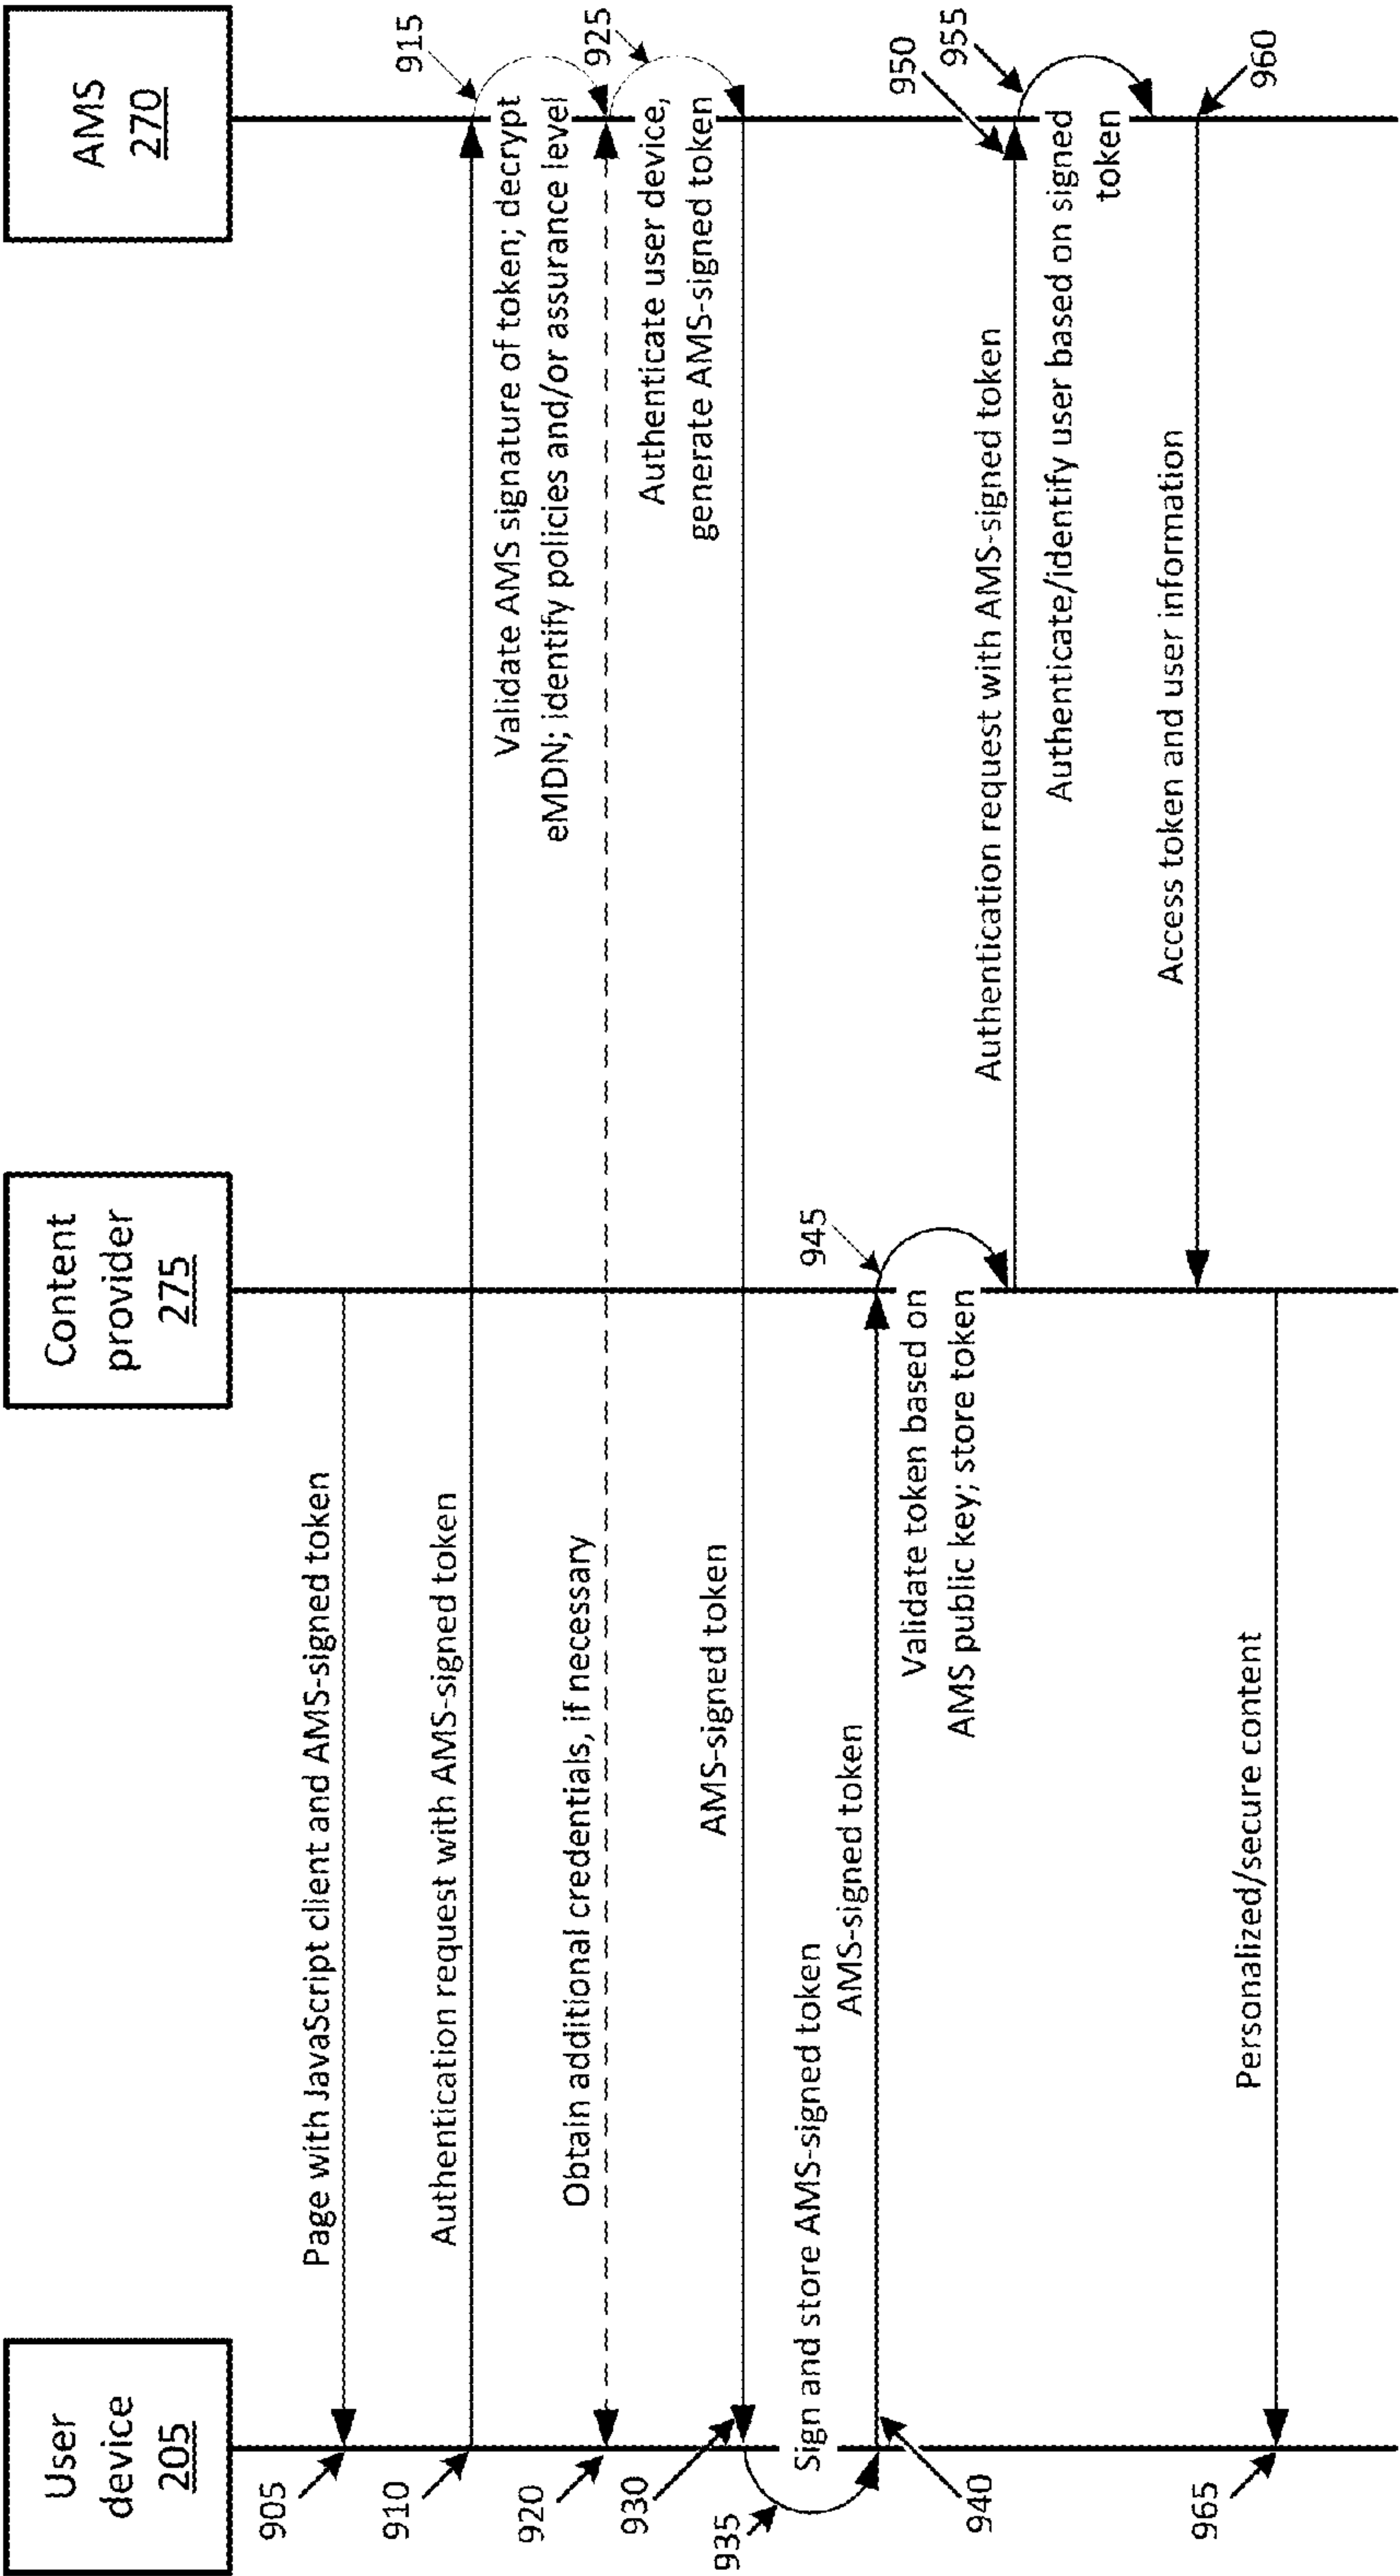 User
device
205
Content
provider
275
AMS
270
905
Page with JavaScript client and AMS-signed token
910
Authentication request with AMS-signed token
915
Validate AMS signature of token; decrypt
eMDN; identify policies and/or assurance level
920
Obtain additional credentials, if necessary
925
Authenticate user device,
generate AMS-signed token
930
AMS-signed token
935
Sign and store AMS-signed token
940
AMS-signed token
945
Validate token based on
AMS public key; store token
950
Authentication request with AMS-signed token
955
Authenticate/identify user based on signed
token
960
Access token and user information
965
Personalized/secure content